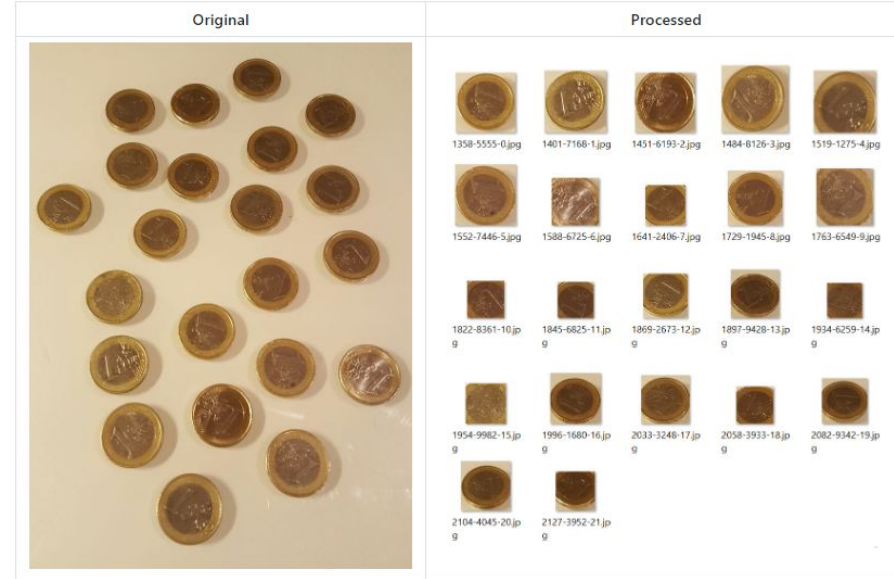 Original
Processed
1358-5555-0.jpg
1401-7168-1.jpg
1451-6193-2.jpg
1484-8126-3.jpg
1519-1275-4.jpg
1552-7446-5.jpg
1588-6725-6.jpg
1641-2406-7.jpg
1729-1945-8.jpg
1763-6549-9.jpg
1822-8361-10.jp
g
1845-6825-11.jp
g
1869-2673-12.jp
g
1897-9428-13.jp
g
1934-6259-14.jp
g
1954-9982-15.jp
g
1996-1680-16.jp
g
2033-3248-17.jp
g
2058-3933-18.jp
g
2082-9342-19.jp
g
2104-4045-20.jp
g
2127-3952-21.jp
g